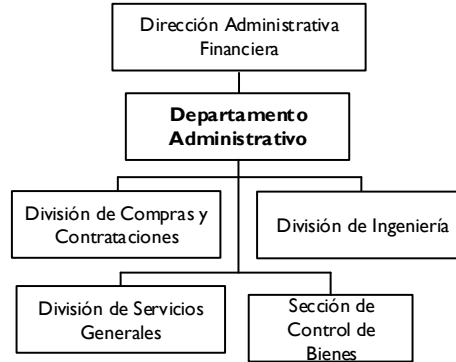 Dirección Administrativa
Financiera
Departamento
Administrativo
División de Compras y
Contrataciones
División de Ingeniería
División de Servicios
Generales
Sección de
Control de
Bienes